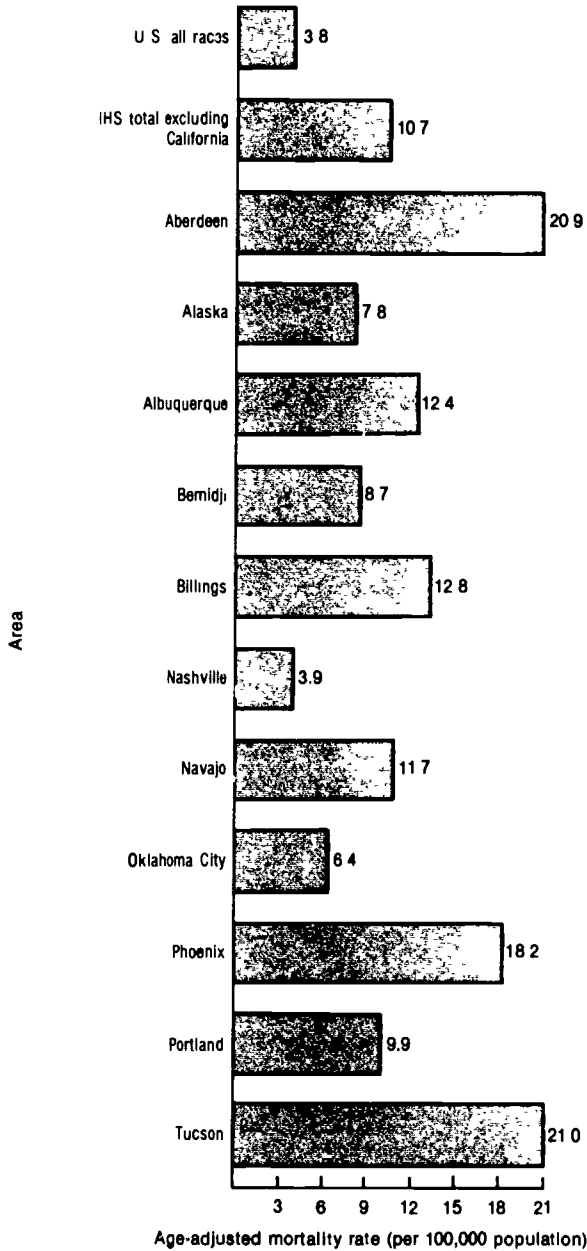 U S all races
3 8
IHS total excluding
California
10 7
Aberdeen
20 9
Alaska
7 8
Albuquerque
12 4
Bemidji
8 7
Billings
12 8
Area
Nashville
3.9
Navajo
11 7
Oklahoma City
6 4
Phoenix
18 2
Portland
9.9
Tucson
21 0
3 6 9 12 15 18 21
Age-adjusted mortality rate (per 100,000 population)